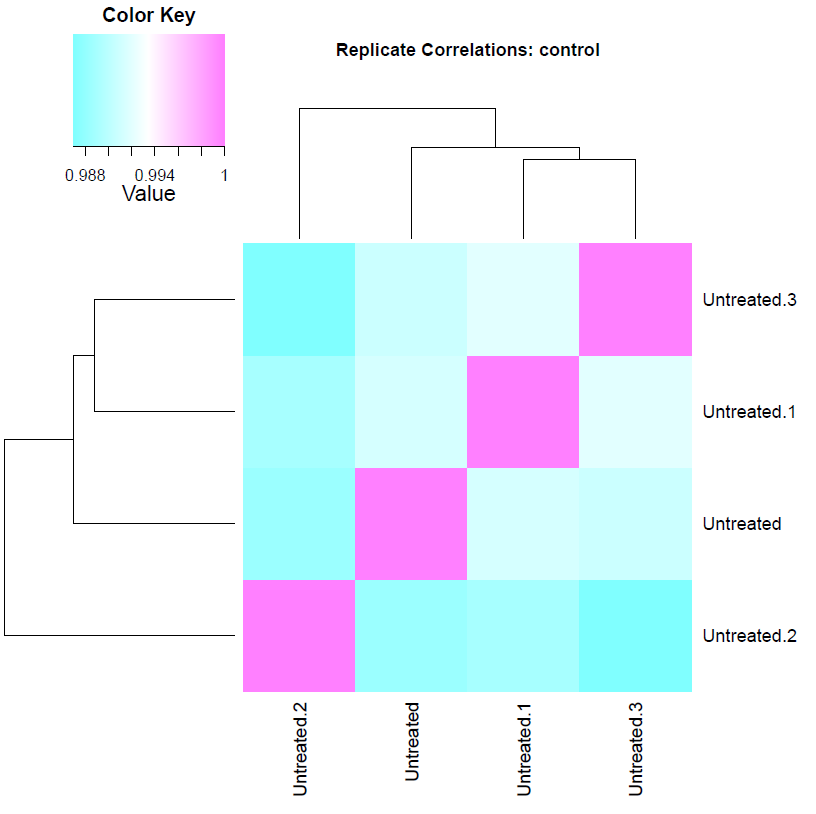 Color Key
0.988 0.994 1
Value
Replicate Correlations: control
Untreated.3
Untreated.1
Untreated
Untreated.2
Untreated.2
Untreated
Untreated.1
Untreated.3